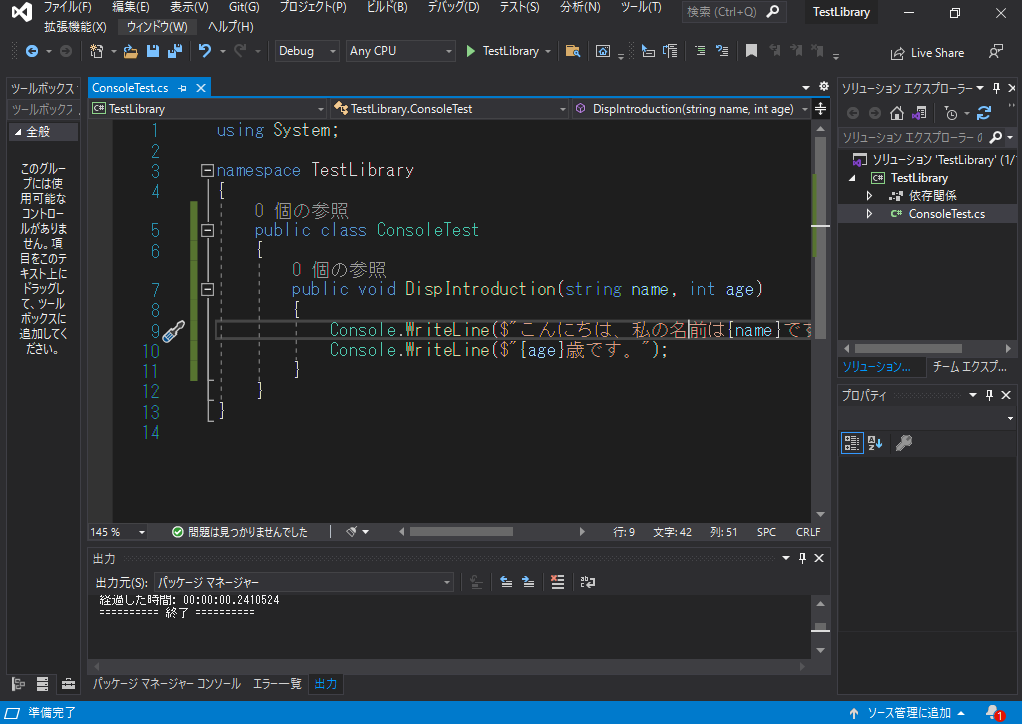 ファイル(F) 編集(E) 表示(V) Git(G) プロジェクト(P) ビルド(B) デバッグ(D) テスト(S) 分析(N) ツール(T) 検索 (Ctrl+Q) TestLibrary
拡張機能(X) ウィンドウ(W) ヘルプ(H)
Debug Any CPU TestLibrary Live Share
ツールボックス
ツールボックス
全般
このグルー
プには使
用可能な
コントロー
ルがありま
せん。項
目をこのテ
キスト上に
ドラッグし
て、ツール
ボックスに
追加してく
ださい。
ConsoleTest.cs
C# TestLibrary TestLibrary.ConsoleTest DispIntroduction(string name, int age)
1 using System;
2
3 namespace TestLibrary
4 {
0 個の参照
5 public class ConsoleTest
6 {
0 個の参照
7 public void DispIntroduction(string name, int age)
8 {
9 Console.WriteLine($"こんにちは、私の名前は[name}です
10 Console.WriteLine($"{age}歳です。");
11 }
12 }
13 }
14
145 % 問題は見つかりませんでした 行: 9 文字: 42 列: 51 SPC CRLF
出力
出力元(S): パッケージ マネージャー
経過した時間: 00:00:00.2410524
========== 終了 ==========
パッケージ マネージャー コンソール エラー一覧 出力
ソリューション エクスプローラー
ソリューション エクスプローラー の
ソリューション 'TestLibrary' (1/
C# TestLibrary
依存関係
C# ConsoleTest.cs
ソリューション... チーム エクスプ...
プロパティ
準備完了 ソース管理に追加 1